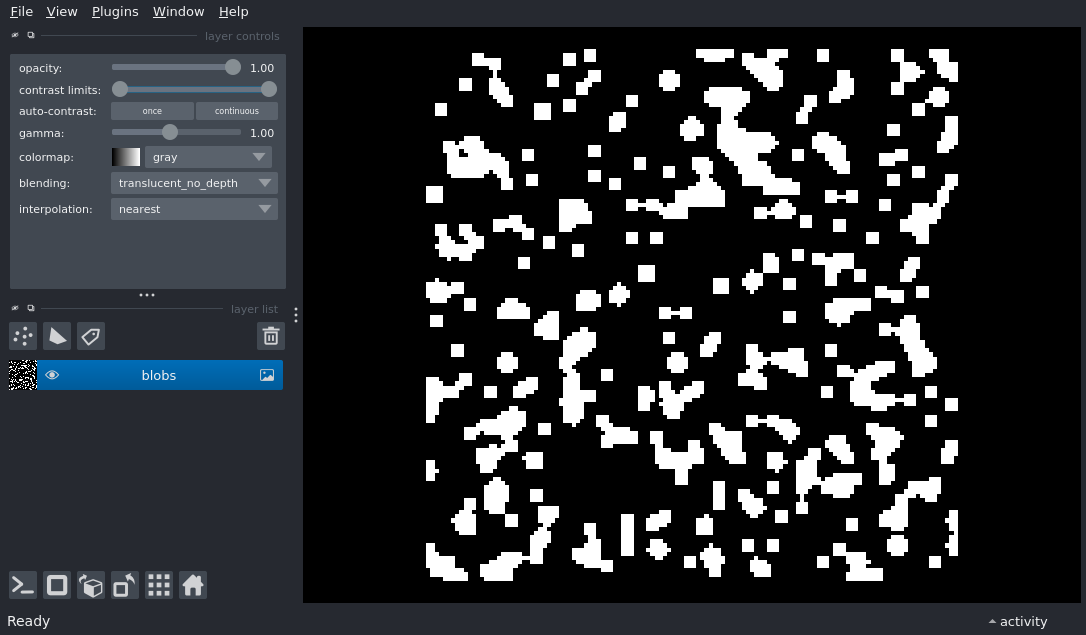 File View Plugins Window Help
layer controls
opacity: 1.00
contrast limits:
auto-contrast: once continuous
gamma: 1.00
colormap: gray
blending: translucent_no_depth
interpolation: nearest
layer list
blobs
Ready activity